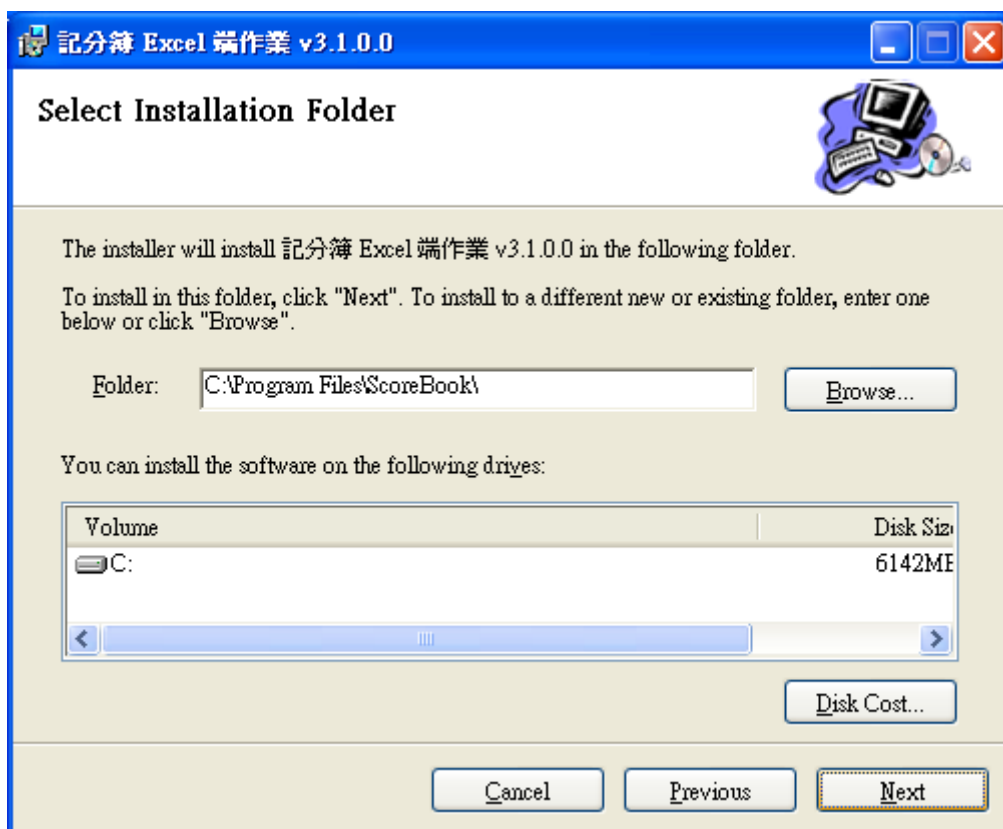 記分簿 Excel 端作業 v3.1.0.0
Select Installation Folder
The installer will install 記分簿 Excel 端作業 v3.1.0.0 in the following folder.
To install in this folder, click "Next". To install to a different new or existing folder, enter one
below or click "Browse".
Folder: C:\Program Files\ScoreBook\ Browse...
You can install the software on the following drives:
Volume Disk Siz
C: 6142MB
Disk Cost...
Cancel Previous Next